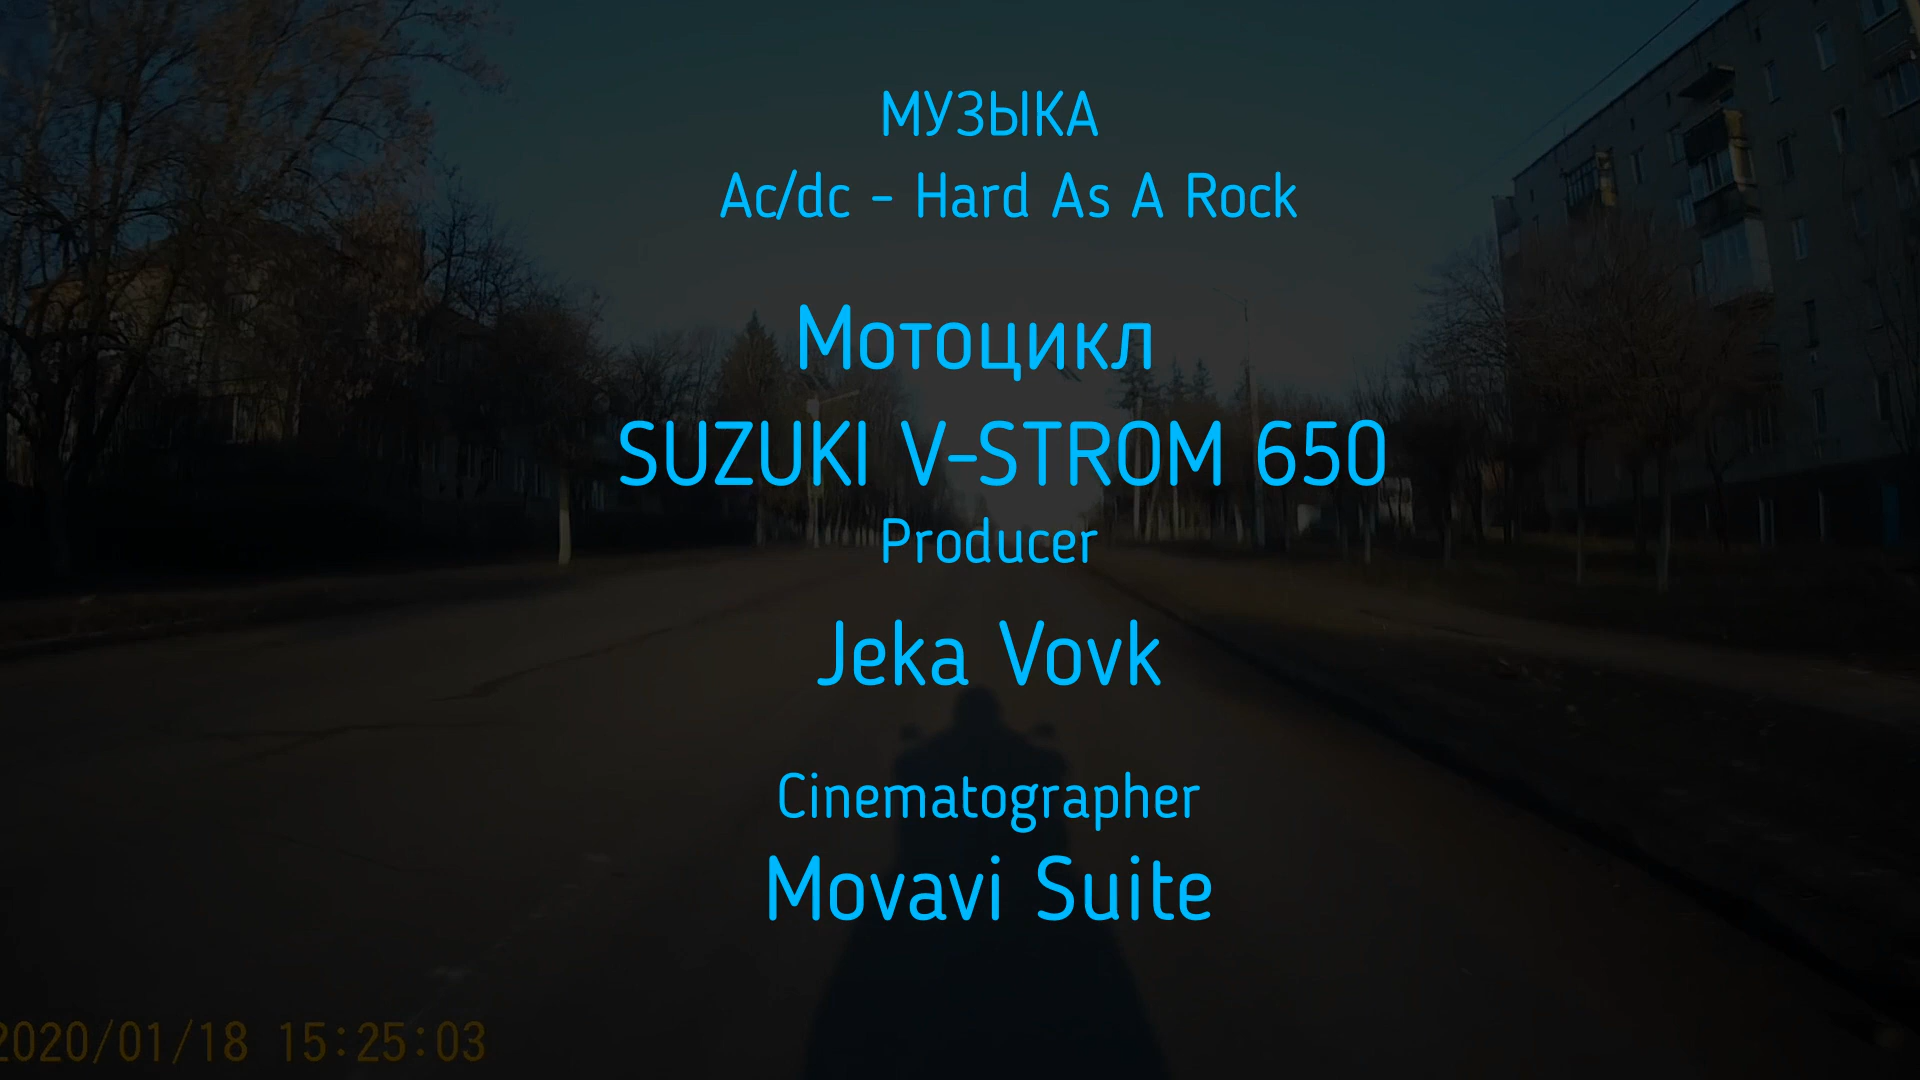 МУЗЫКА
Ac/dc - Hard As A Rock
Мотоцикл
SUZUKI V-STROM 650
Producer
Jeka Vovk
Cinematographer
Movavi Suite
2020/01/18 15:25:03